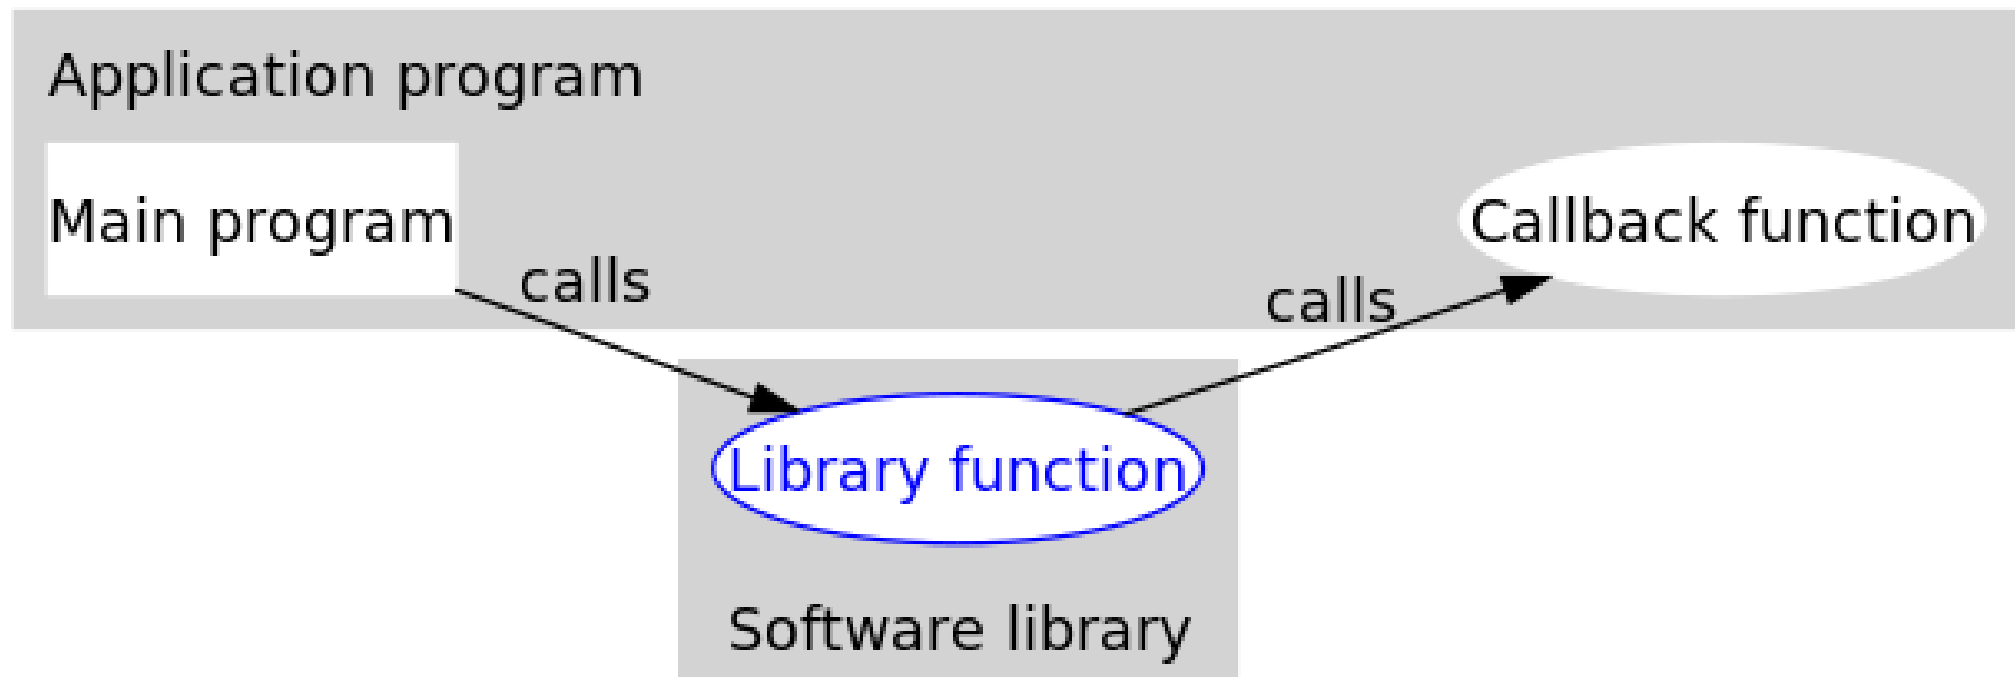 Application program
Main program
Callback function
calls
calls
Library function
Software library